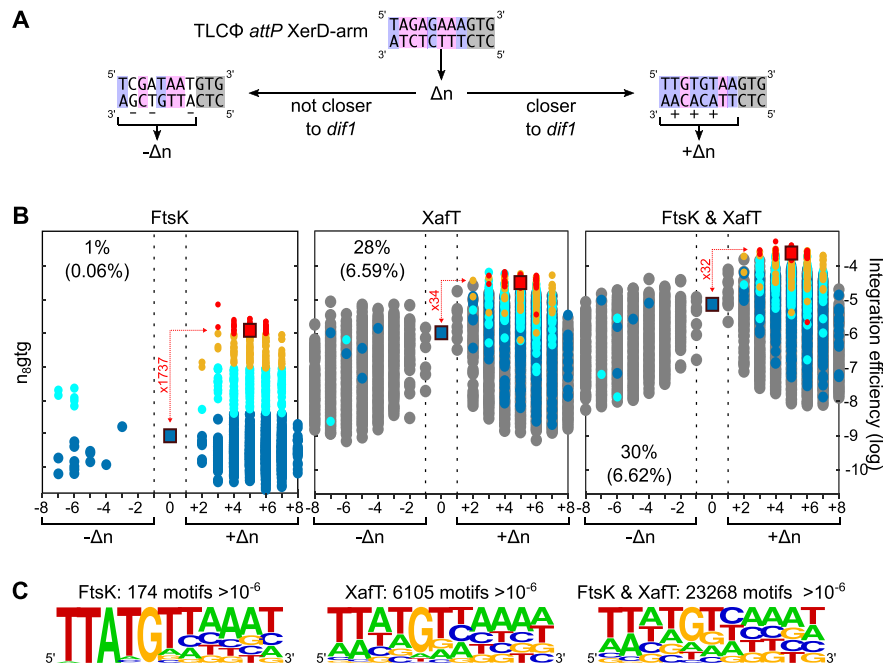 A
TLCΦ attP XerD-arm
5' 3'
TAGAGAAAGTG
ATCTCTTTCTC
3' 5'
5' 3'
TCGATAATGTG
AGCTGTTACTC
3' 5'
- - -
-Δn
not closer
to dif1
Δn
closer
to dif1
5' 3'
TTGTGTAAGTG
AACACATTCTC
3' 5'
+ + +
+Δn
B
FtsK
XafT
FtsK & XafT
n8gtg
1%
(0.06%)
x1737
28%
(6.59%)
x34
x32
30%
(6.62%)
-4
-5
-6
-7
-8
-9
-10
Integration efficiency (log)
-8 -6 -4 -2 0 +2 +4 +6 +8
-6 -4 -2 0 +2 +4 +6 +8
-6 -4 -2 0 +2 +4 +6 +8
-Δn +Δn
-Δn +Δn
-Δn +Δn
C
FtsK: 174 motifs >10-6
XafT: 6105 motifs >10-6
FtsK & XafT: 23268 motifs >10-6
5' TTATGTTAAAT 3'
5' TTATGTTAAAA 3'
5' TTATGTCAAAT 3'